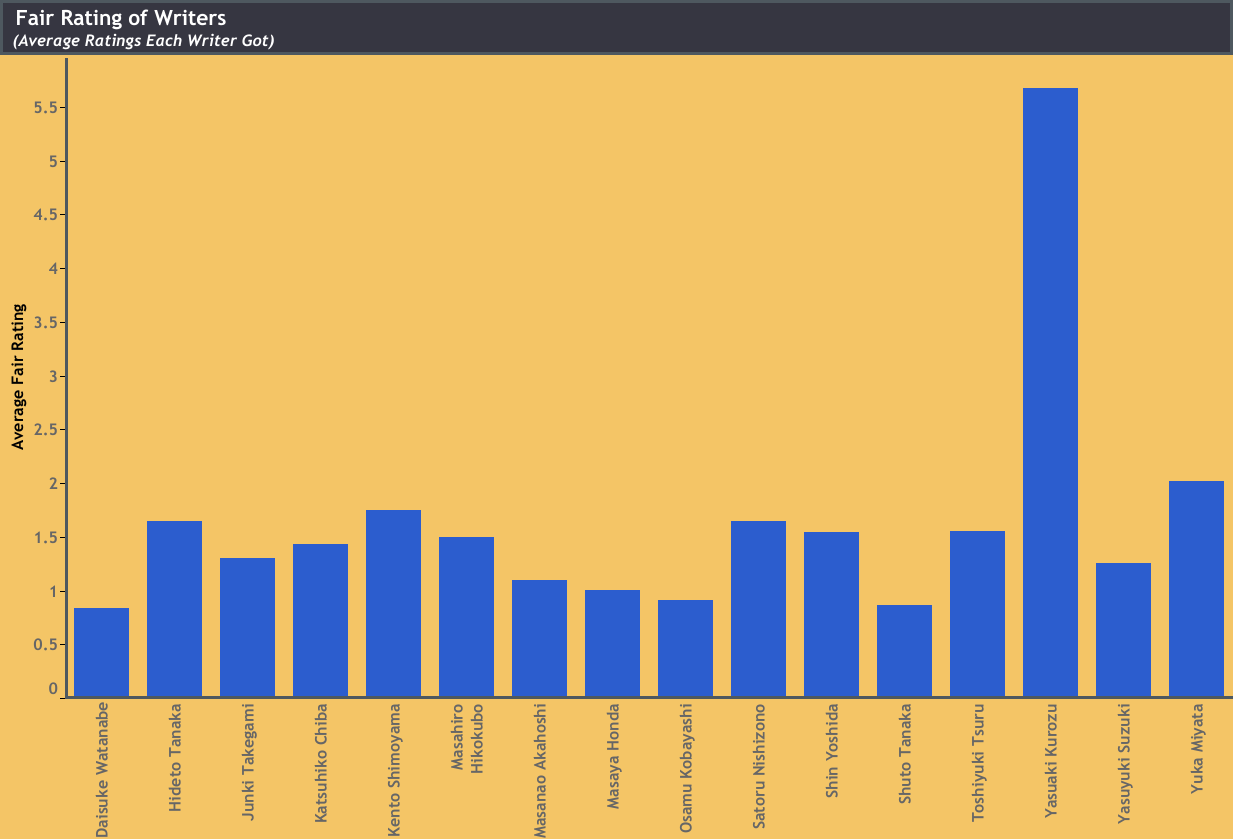 Fair Rating of Writers
(Average Ratings Each Writer Got)
Average Fair Rating
5.5
5
4.5
4
3.5
3
2.5
2
1.5
1
0.5
0
Daisuke Watanabe
Hideto Tanaka
Junki Takegami
Katsuhiko Chiba
Kento Shimoyama
Masahiro
Hikokubo
Masanao Akahoshi
Masaya Honda
Osamu Kobayashi
Satoru Nishizono
Shin Yoshida
Shuto Tanaka
Toshiyuki Tsuru
Yasuaki Kurozu
Yasuyuki Suzuki
Yuka Miyata